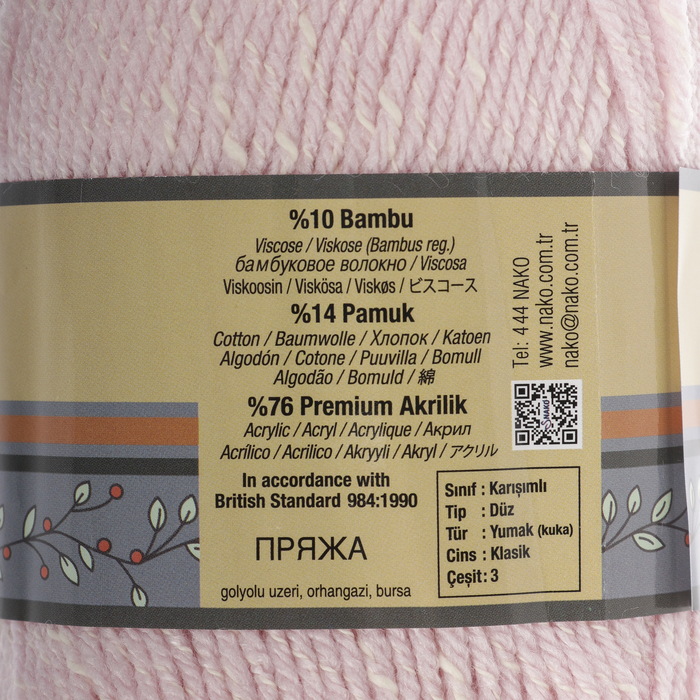 %10 Bambu
Viscose / Viskose (Bambus reg.)
бамбуковое волокно / Viscosa
Viskoosin / Viskösa / Viskøs / ビスコース
%14 Pamuk
Cotton / Baumwolle / Хлопок / Katoen
Algodón / Cotone / Puuvilla / Bomull
Algodão / Bomuld / 綿
%76 Premium Akrilik
Acrylic / Acryl / Acrylique / Акрил
Acrílico / Acrilico / Akryyli / Akryl / アクリル
In accordance with
British Standard 984:1990
ПРЯЖА
golyolu uzeri, orhangazi, bursa
Tel: 4 44 NAKO
www.nako.com.tr
nako@nako.com.tr
NAKO
Sınıf : Karışımlı
Tip : Düz
Tür : Yumak (kuka)
Cins : Klasik
Çeşit : 3